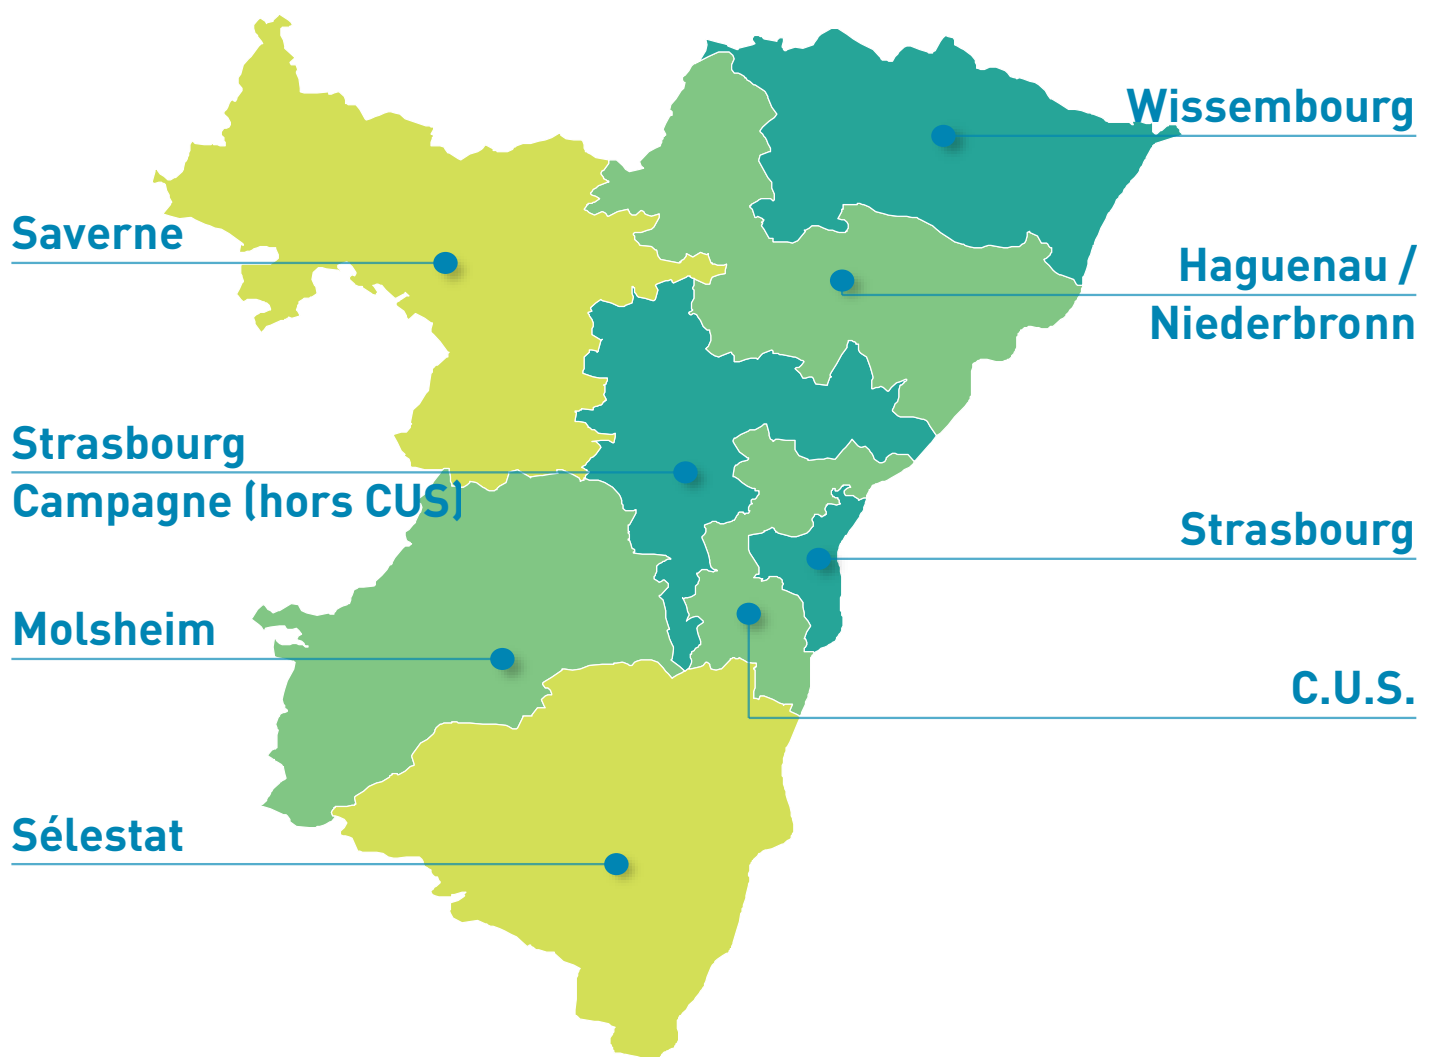 Wissembourg
Saverne
Haguenau /
Niederbronn
Strasbourg
Campagne (hors CUS)
Strasbourg
Molsheim
C.U.S.
Sélestat